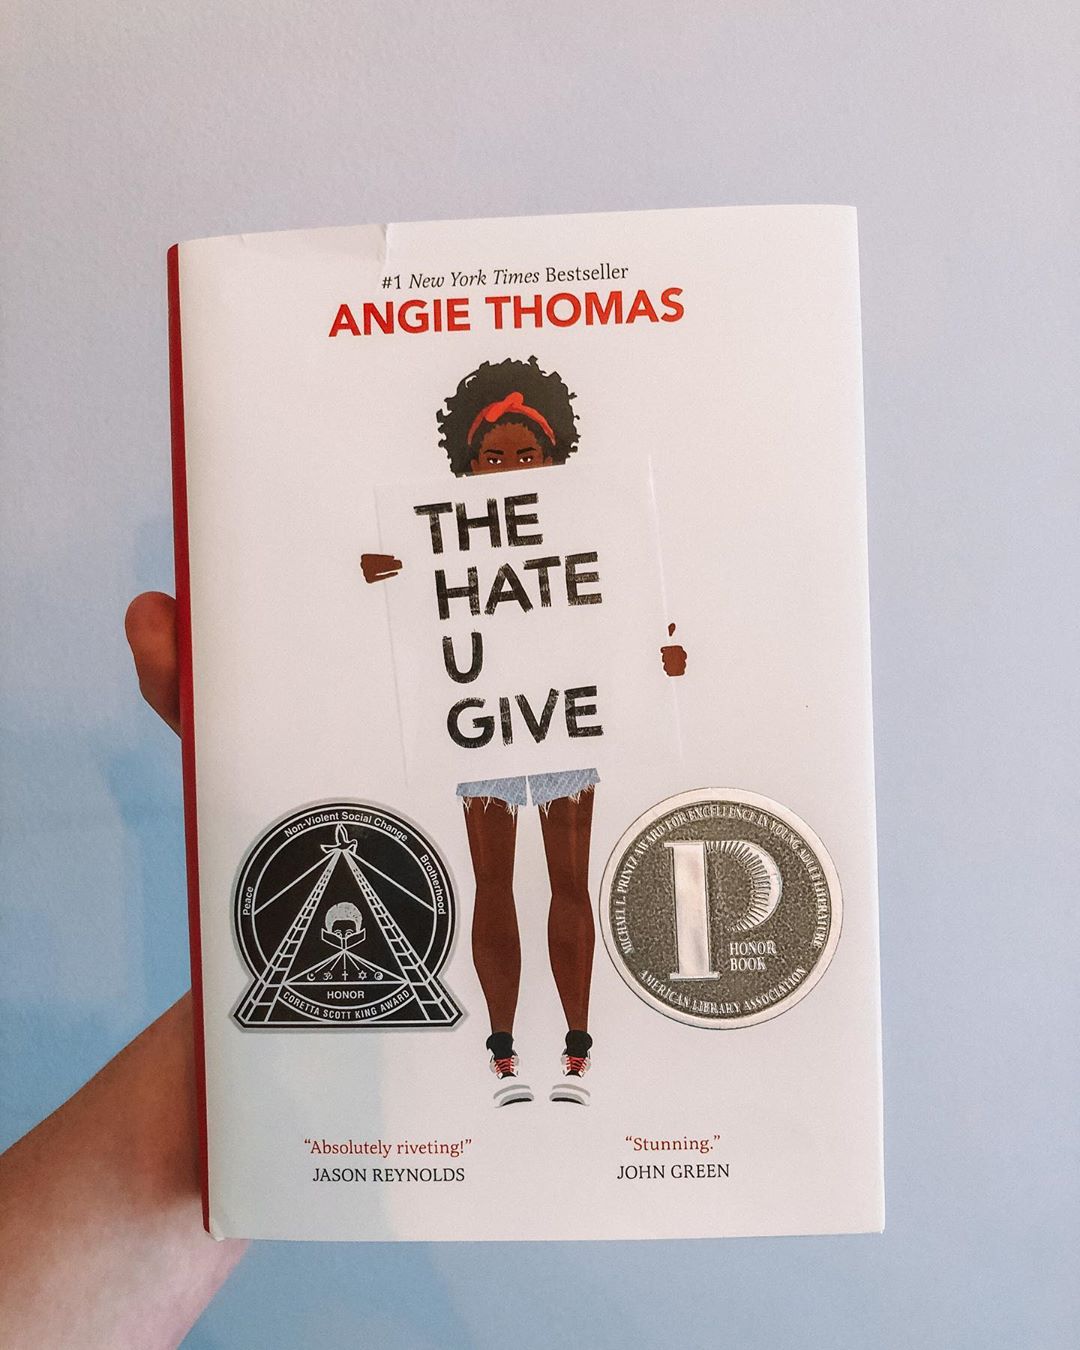 #1 New York Times Bestseller
ANGIE THOMAS
THE
HATE
U
GIVE
Non-Violent Social Change
Peace
Brotherhood
HONOR
CORETTA SCOTT KING AWARD
MICHAEL L. PRINTZ AWARD FOR EXCELLENCE IN YOUNG ADULT LITERATURE
P
HONOR
BOOK
AMERICAN LIBRARY ASSOCIATION
“Absolutely riveting!”
JASON REYNOLDS
“Stunning.”
JOHN GREEN